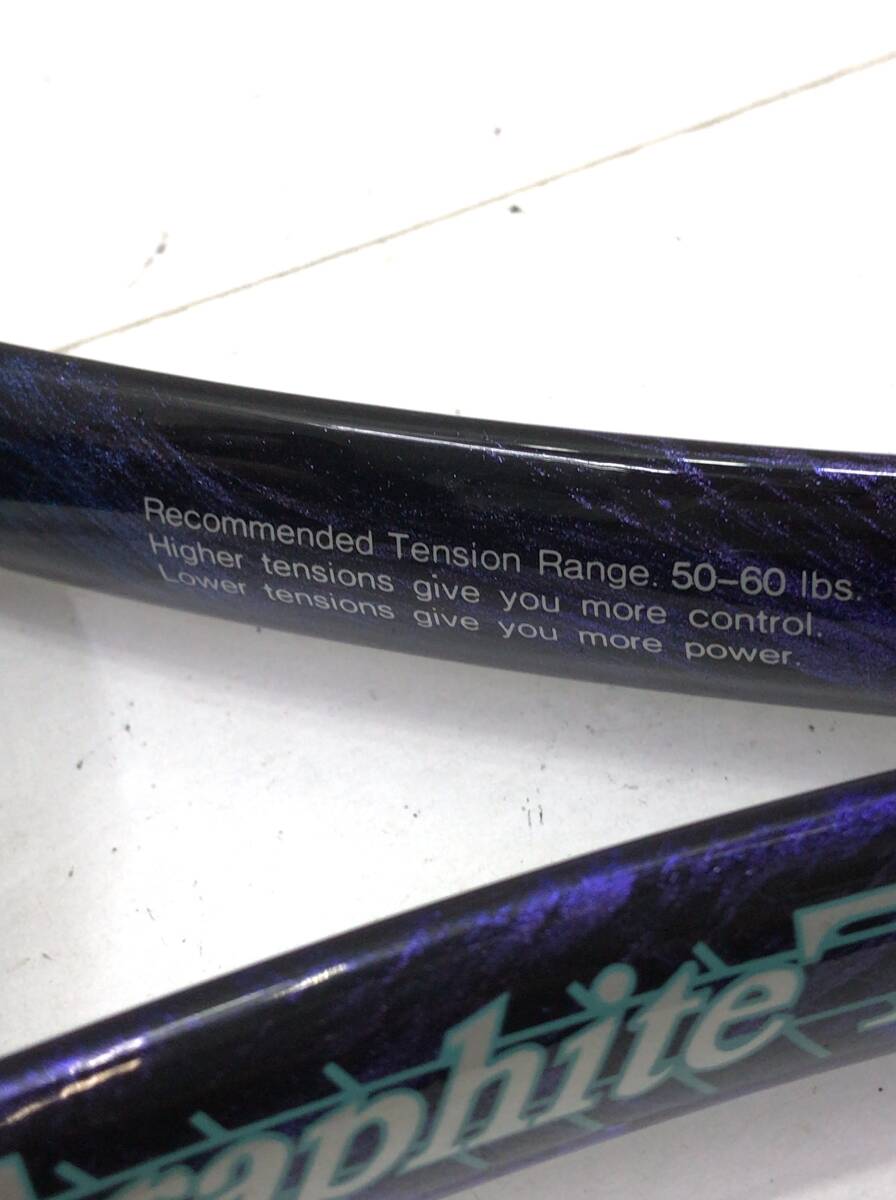 Recommended Tension Range. 50–60 lbs.
Higher tensions give you more control.
Lower tensions give you more power.
raphite